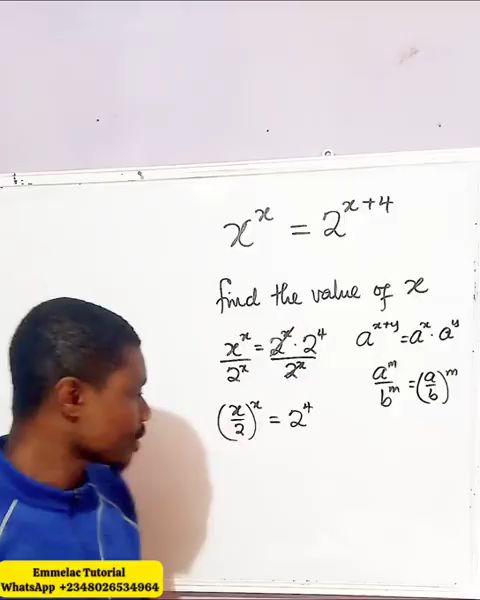 x^x = 2^{x+4}
find the value of x
x^x/2^x = 2^x · 2^4/2^x
a^{x+y} = a^x · a^y
a^m/b^m = (a/b)^m
(x/2)^x = 2^4
Emmelac Tutorial
WhatsApp +2348026534964